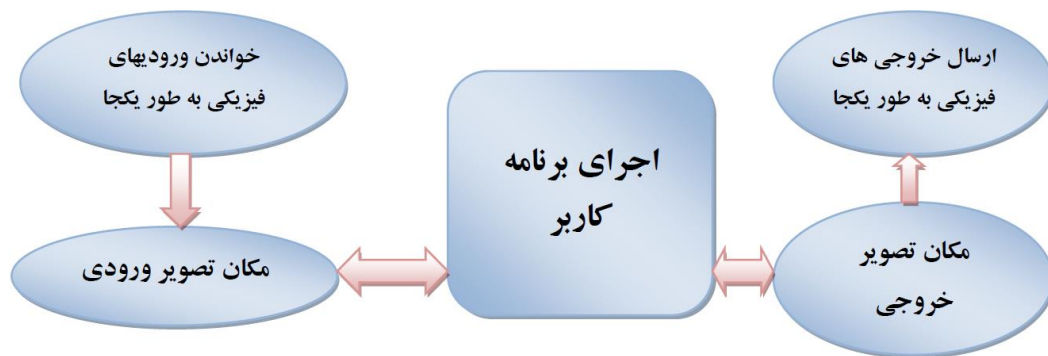 ارسال خروجی های
فیزیکی به طور یکجا
خواندن ورودیهای
فیزیکی به طور یکجا
اجرای برنامه
کاربر
مکان تصویر
خروجی
مکان تصویر ورودی